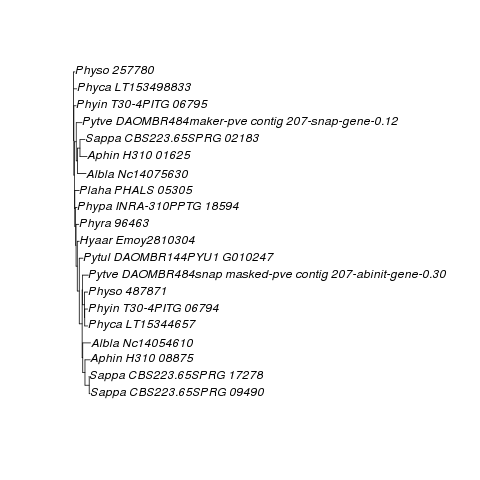 Physo 257780
Phyca LT153498833
Phyin T30-4PITG 06795
Pytve DAOMBR484maker-pve contig 207-snap-gene-0.12
Sappa CBS223.65SPRG 02183
Aphin H310 01625
Albla Nc14075630
Plaha PHALS 05305
Phypa INRA-310PPTG 18594
Phyra 96463
Hyaar Emoy2810304
Pytul DAOMBR144PYU1 G010247
Pytve DAOMBR484snap masked-pve contig 207-abinit-gene-0.30
Physo 487871
Phyin T30-4PITG 06794
Phyca LT15344657
Albla Nc14054610
Aphin H310 08875
Sappa CBS223.65SPRG 17278
Sappa CBS223.65SPRG 09490